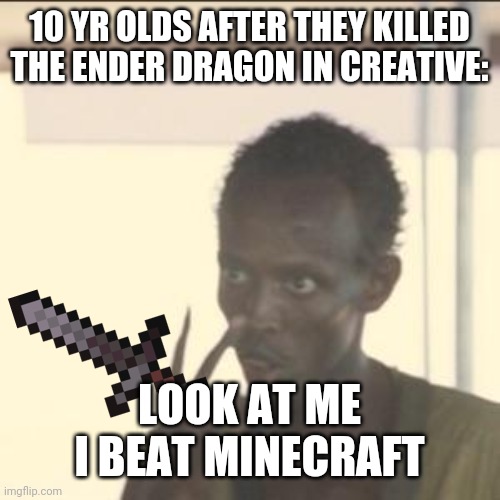 10 YR OLDS AFTER THEY KILLED
THE ENDER DRAGON IN CREATIVE:
LOOK AT ME
I BEAT MINECRAFT
imgflip.com